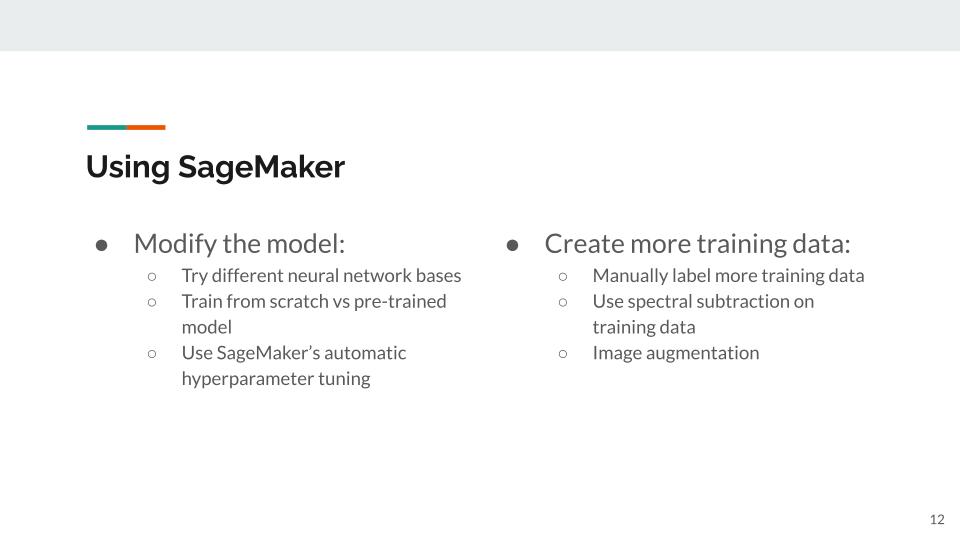 Using SageMaker
● Modify the model:
○ Try different neural network bases
○ Train from scratch vs pre-trained
model
○ Use SageMaker’s automatic
hyperparameter tuning
● Create more training data:
○ Manually label more training data
○ Use spectral subtraction on
training data
○ Image augmentation
12